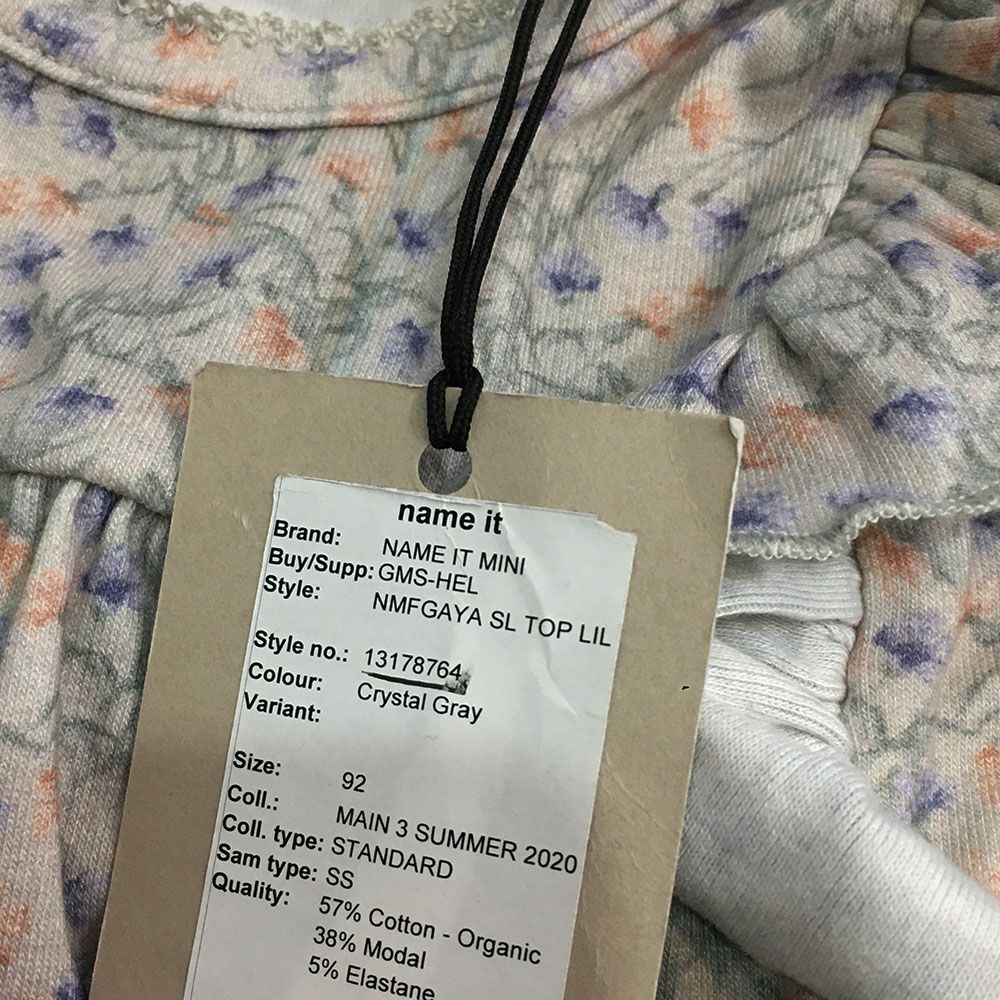 name it
Brand: NAME IT MINI
Buy/Supp: GMS-HEL
Style: NMFGAYA SL TOP LIL
Style no.: 13178764
Colour: Crystal Gray
Variant:
Size: 92
Coll.: MAIN 3 SUMMER 2020
Coll. type: STANDARD
Sam type: SS
Quality: 57% Cotton - Organic
38% Modal
5% Elastane